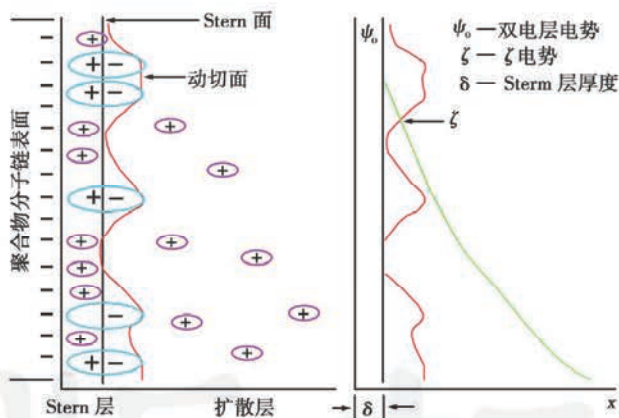 Stern 面
动切面
聚合物分子链表面
Stern 层
扩散层
ψ₀
ψ₀ — 双电层电势
ζ — ζ 电势
δ — Sterm 层厚度
ζ
δ
x